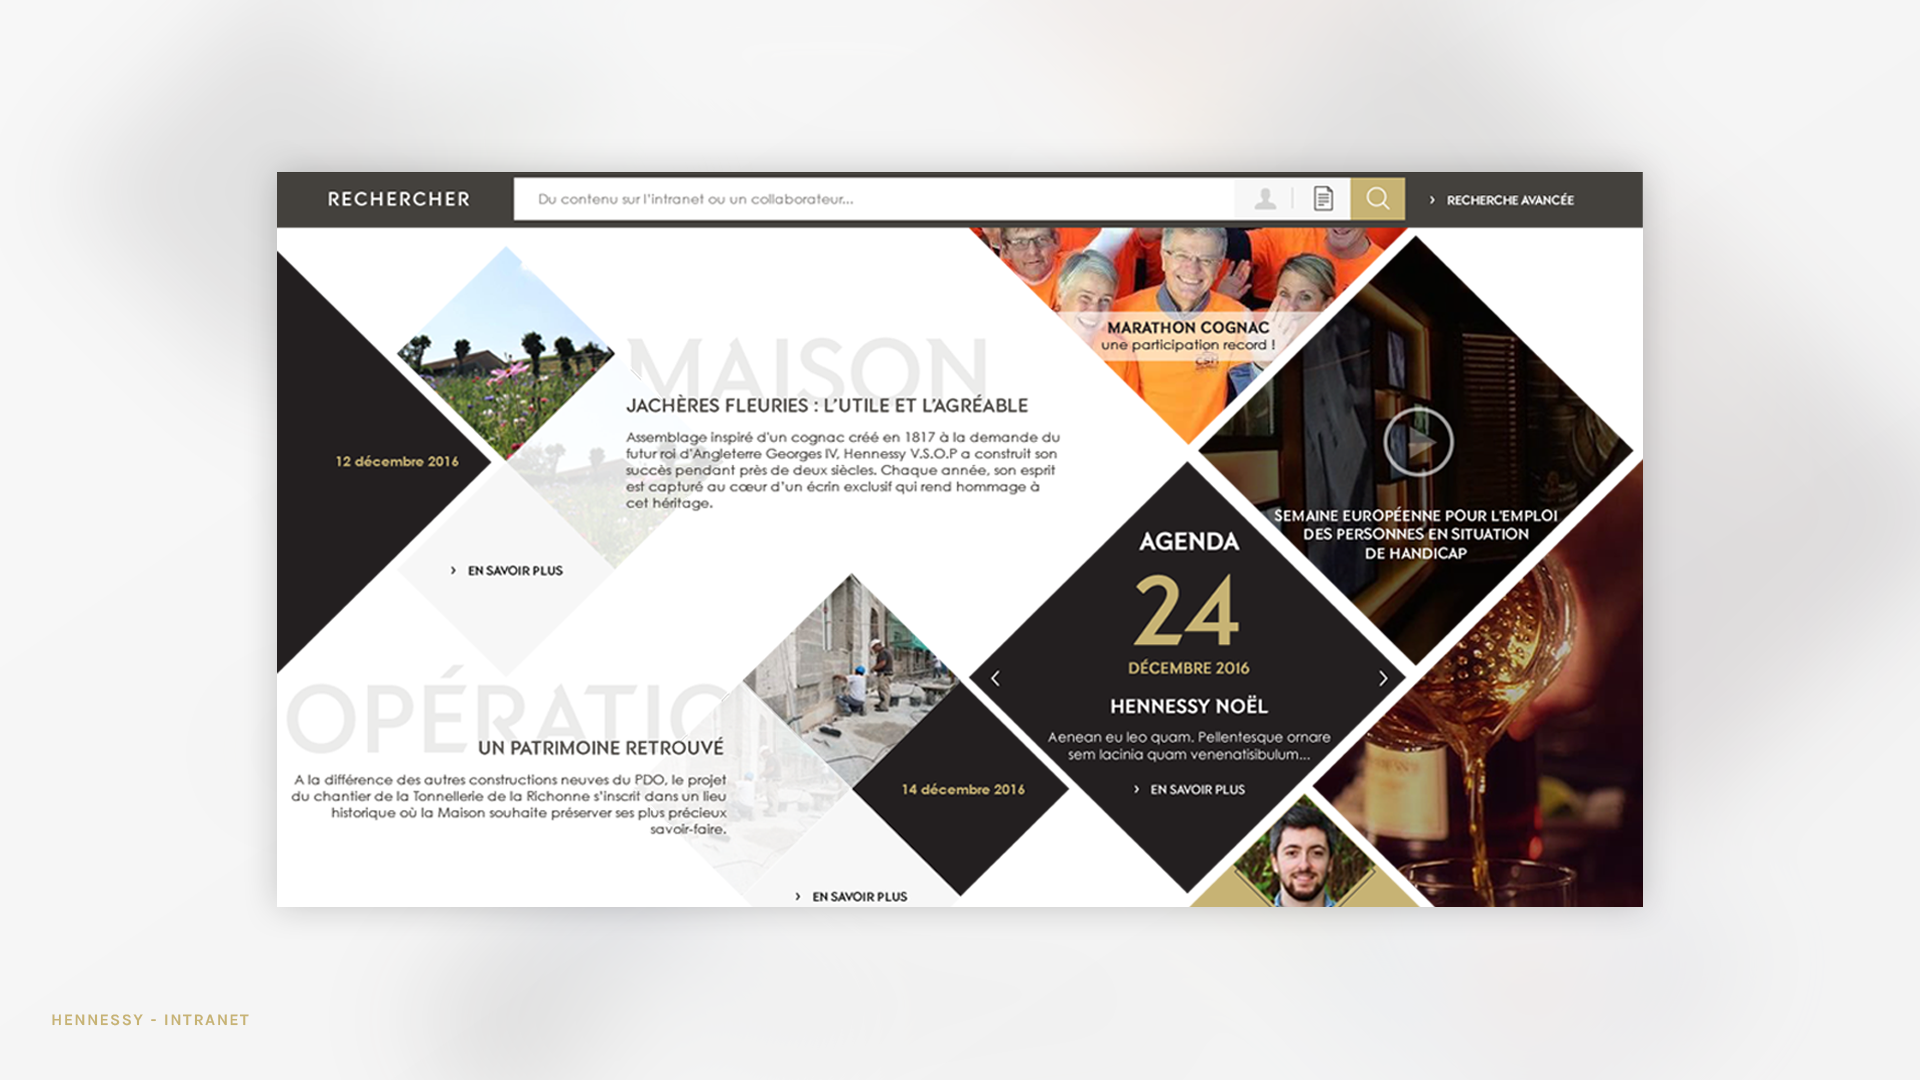 RECHERCHER
Du contenu sur l'intranet ou un collaborateur...
› RECHERCHE AVANCÉE
MARATHON COGNAC
une participation record !
MAISON
JACHÈRES FLEURIES : L'UTILE ET L'AGRÉABLE
Assemblage inspiré d'un cognac créé en 1817 à la demande du
futur roi d'Angleterre Georges IV, Hennessy V.S.O.P a construit son
succès pendant près de deux siècles. Chaque année, son esprit
est capturé au cœur d'un écrin exclusif qui rend hommage à
cet héritage.
12 décembre 2016
› EN SAVOIR PLUS
SEMAINE EUROPÉENNE POUR L'EMPLOI
DES PERSONNES EN SITUATION
DE HANDICAP
AGENDA
24
DÉCEMBRE 2016
HENNESSY NOËL
Aenean eu leo quam. Pellentesque ornare
sem lacinia quam venenatisibulum...
› EN SAVOIR PLUS
OPÉRATIO
UN PATRIMOINE RETROUVÉ
A la différence des autres constructions neuves du PDO, le projet
du chantier de la Tonnellerie de la Richonne s'inscrit dans un lieu
historique où la Maison souhaite préserver ses plus précieux
savoir-faire.
14 décembre 2016
› EN SAVOIR PLUS
HENNESSY - INTRANET